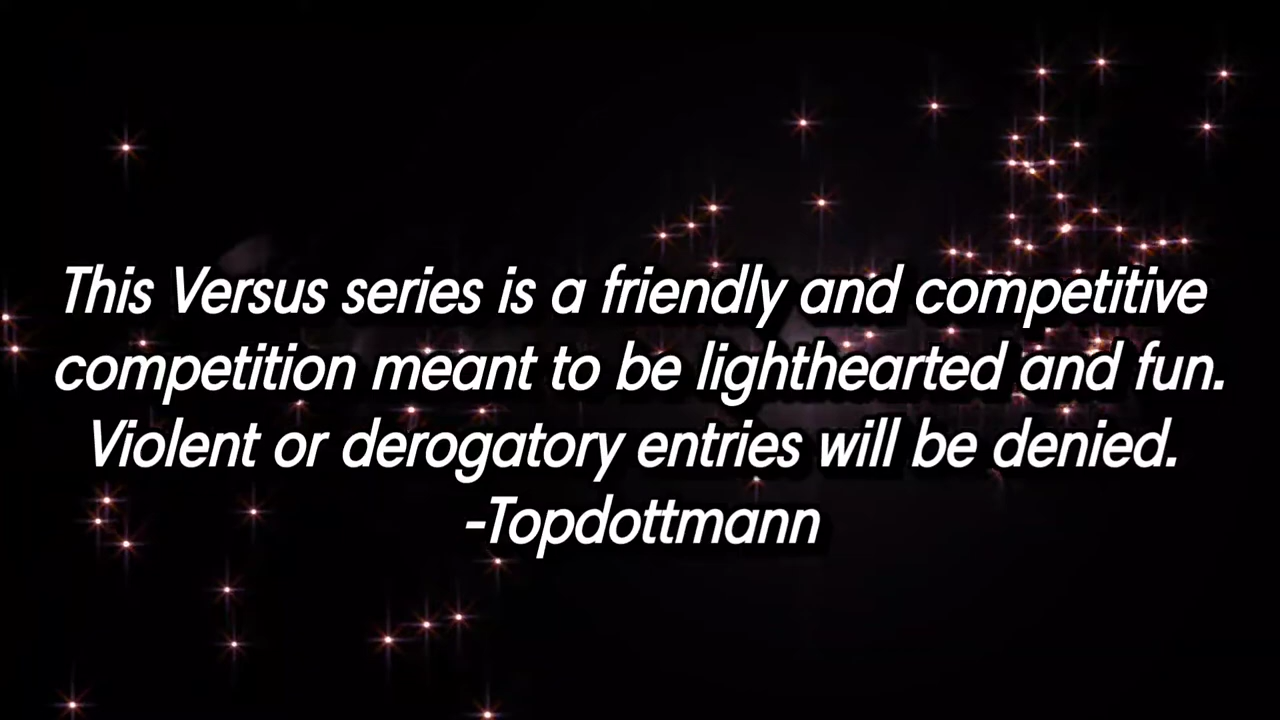 This Versus series is a friendly and competitive
competition meant to be lighthearted and fun.
Violent or derogatory entries will be denied.
-Topdottmann